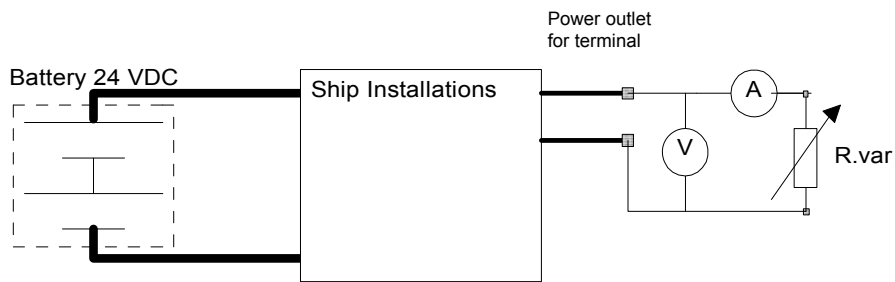 Power outlet
for terminal
Battery 24 VDC
Ship Installations
A
V
R.var